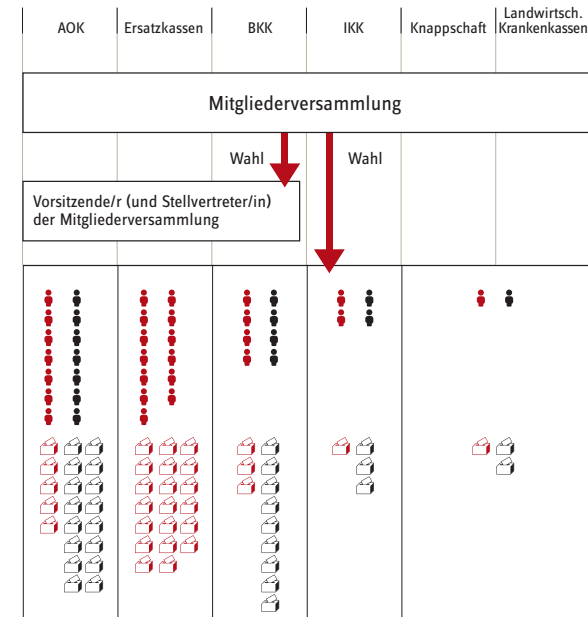 AOK
Ersatzkassen
BKK
IKK
Knappschaft
Landwirtsch.
Krankenkassen
Mitgliederversammlung
Wahl
Wahl
Vorsitzende/r (und Stellvertreter/in)
der Mitgliederversammlung